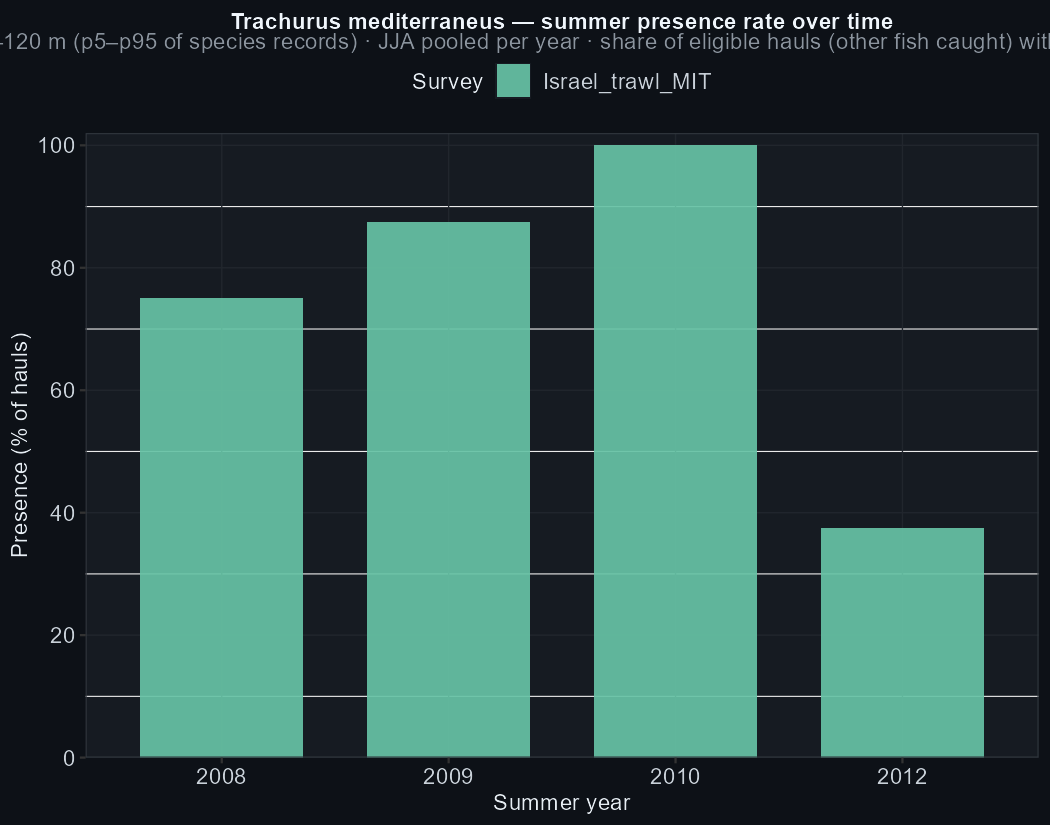 Trachurus mediterraneus — summer presence rate over time
–120 m (p5–p95 of species records) · JJA pooled per year · share of eligible hauls (other fish caught) with
Survey Israel_trawl_MIT
Presence (% of hauls)
100
80
60
40
20
0
2008 2009 2010 2012
Summer year